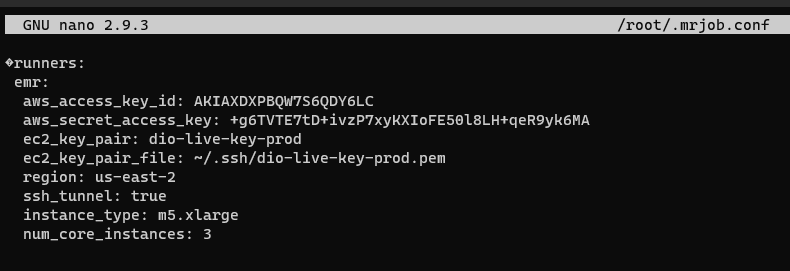 GNU nano 2.9.3 /root/.mrjob.conf
�runners:
emr:
aws_access_key_id: AKIAXDXPBQW7S6QDY6LC
aws_secret_access_key: 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
ec2_key_pair: dio-live-key-prod
ec2_key_pair_file: ~/.ssh/dio-live-key-prod.pem
region: us-east-2
ssh_tunnel: true
instance_type: m5.xlarge
num_core_instances: 3